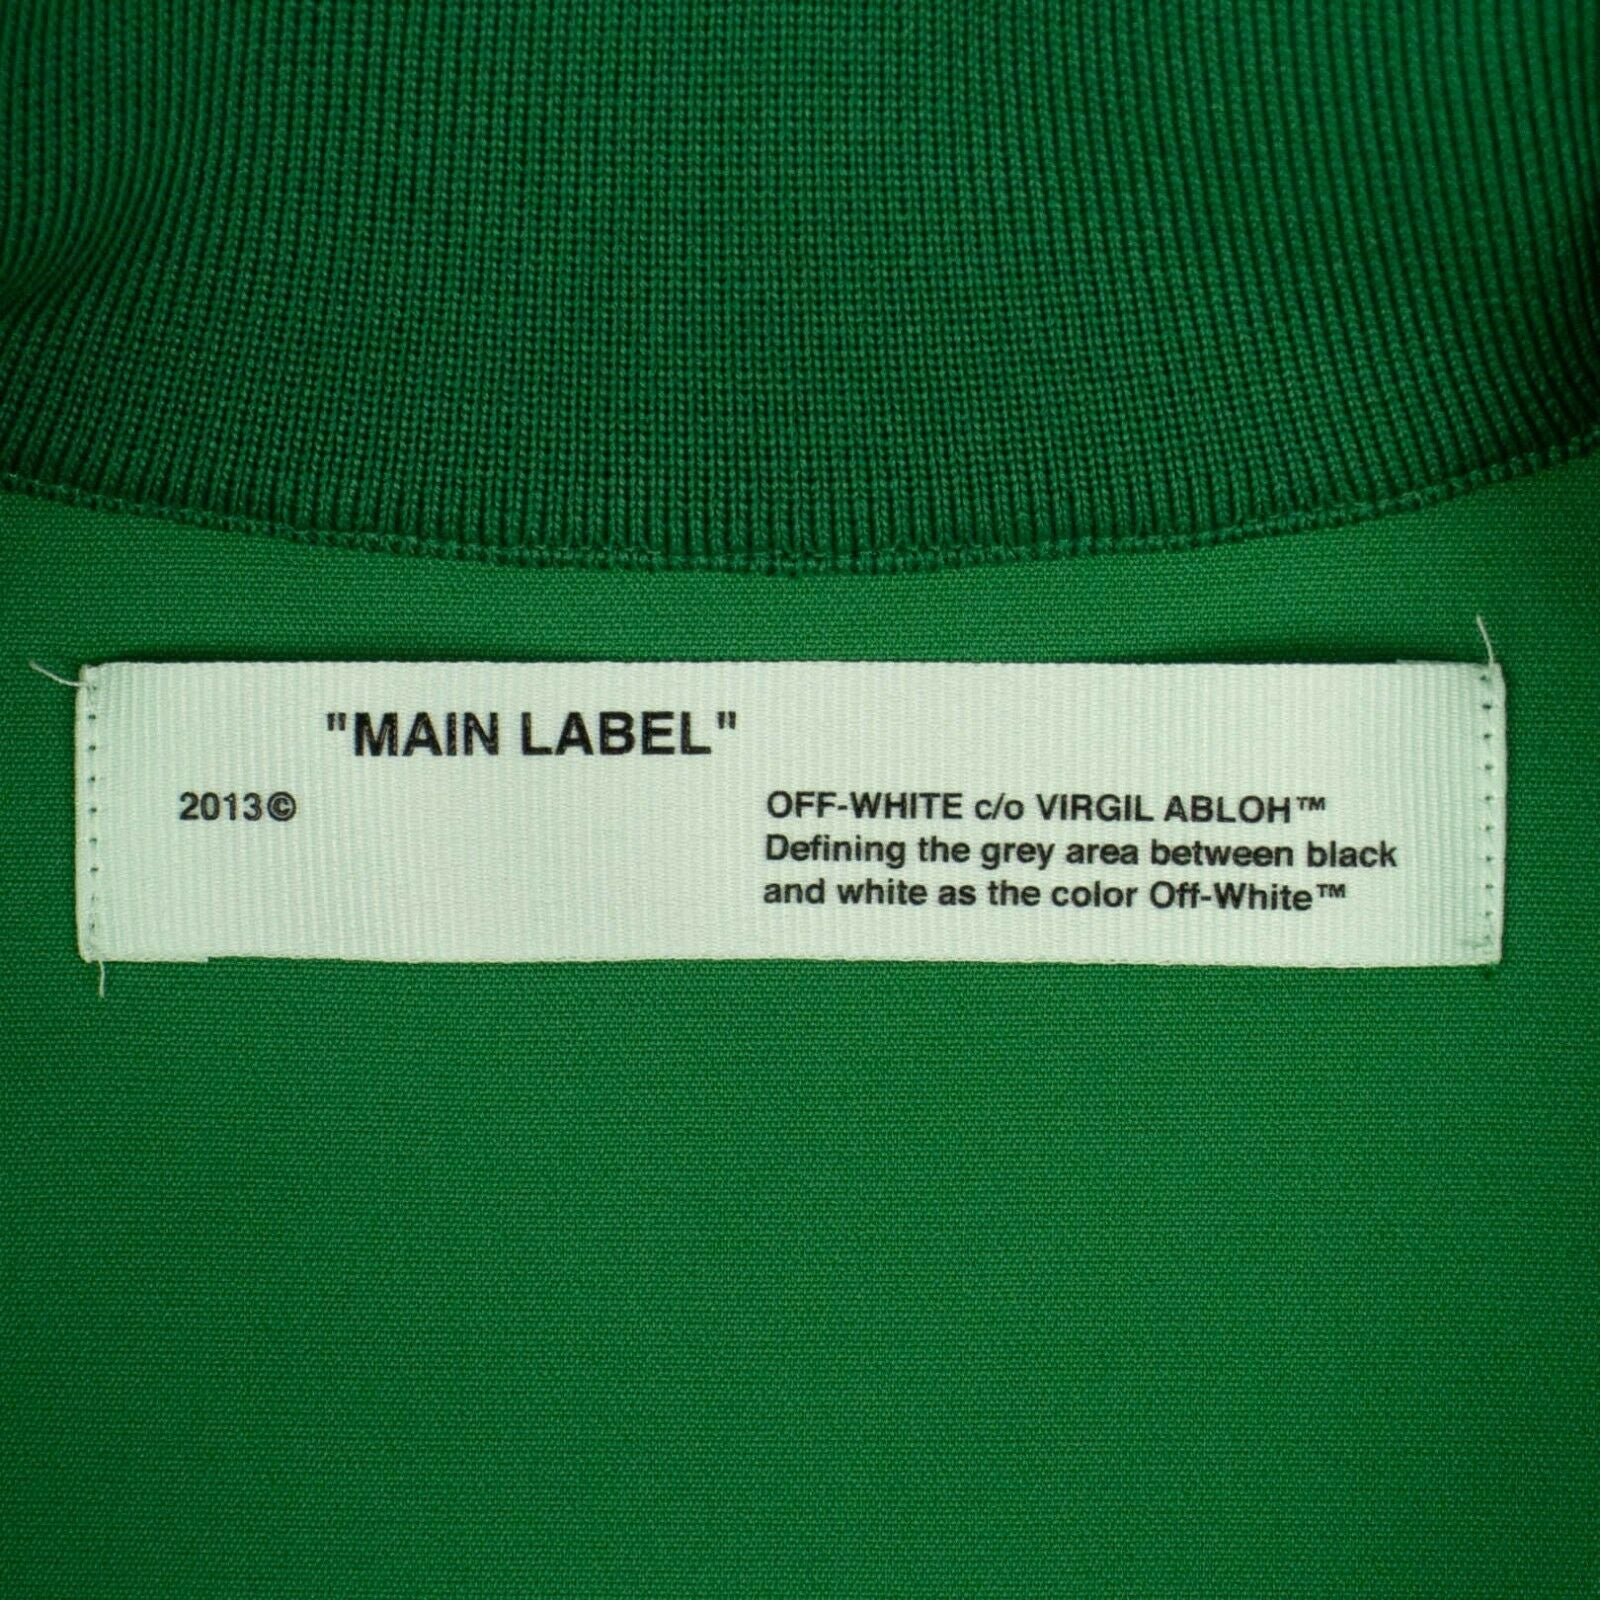 "MAIN LABEL"
2013©
OFF-WHITE c/o VIRGIL ABLOH™
Defining the grey area between black
and white as the color Off-White™